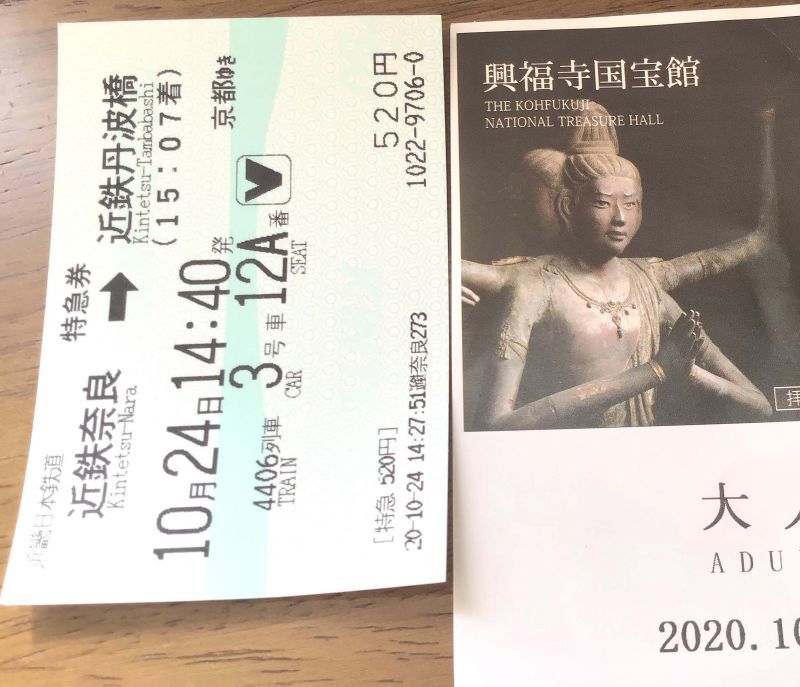 近畿日本鉄道 特急券
近鉄奈良 ➡ 近鉄丹波橋
Kintetsu-Nara Kintetsu-Tambabashi
(15:07着)
10月24日14:40発 京都ゆき
4406列車 3号車 12A番
TRAIN CAR SEAT
520円
[特急 520円] 1022-9706-0
20-10-24 14:27:51 奈良273
興福寺国宝館
THE KOHFUKUJI
NATIONAL TREASURE HALL
拝
大
ADU
2020.10